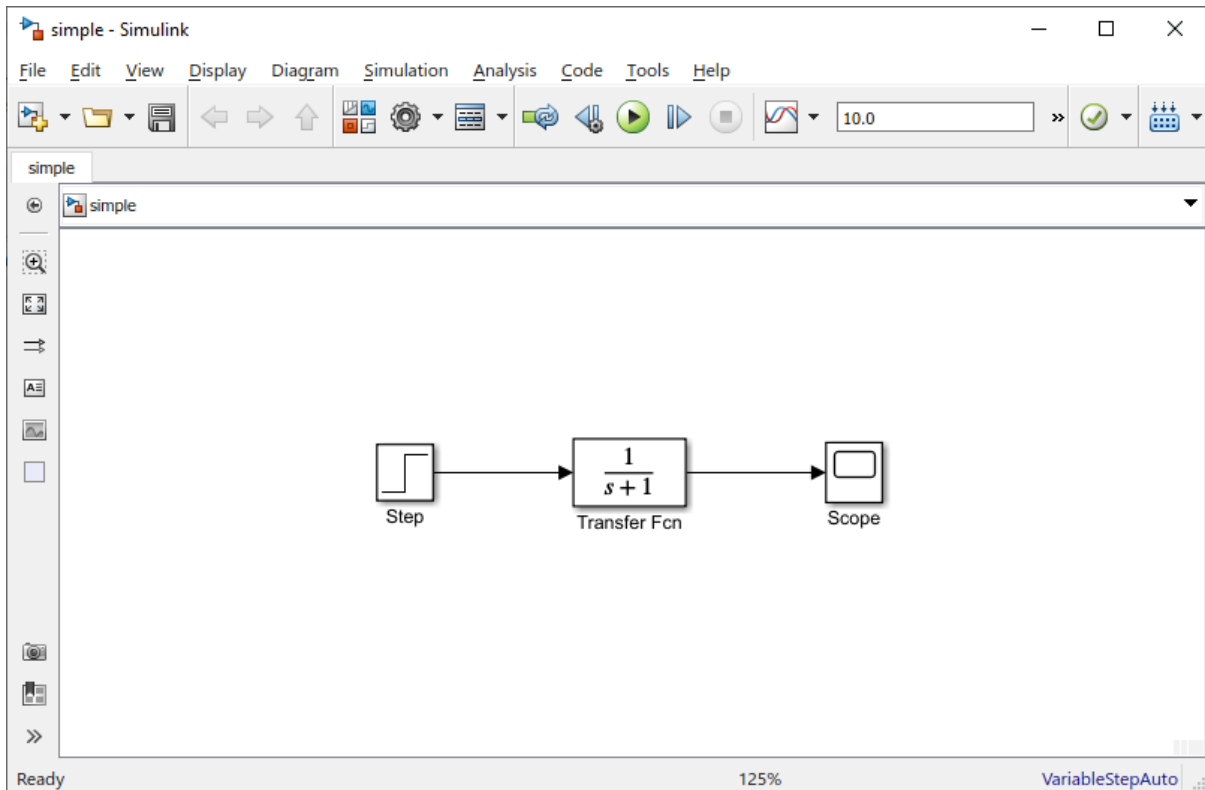 simple - Simulink
File Edit View Display Diagram Simulation Analysis Code Tools Help
10.0 »
simple
simple
1
s + 1
Step
Transfer Fcn
Scope
Ready 125% VariableStepAuto